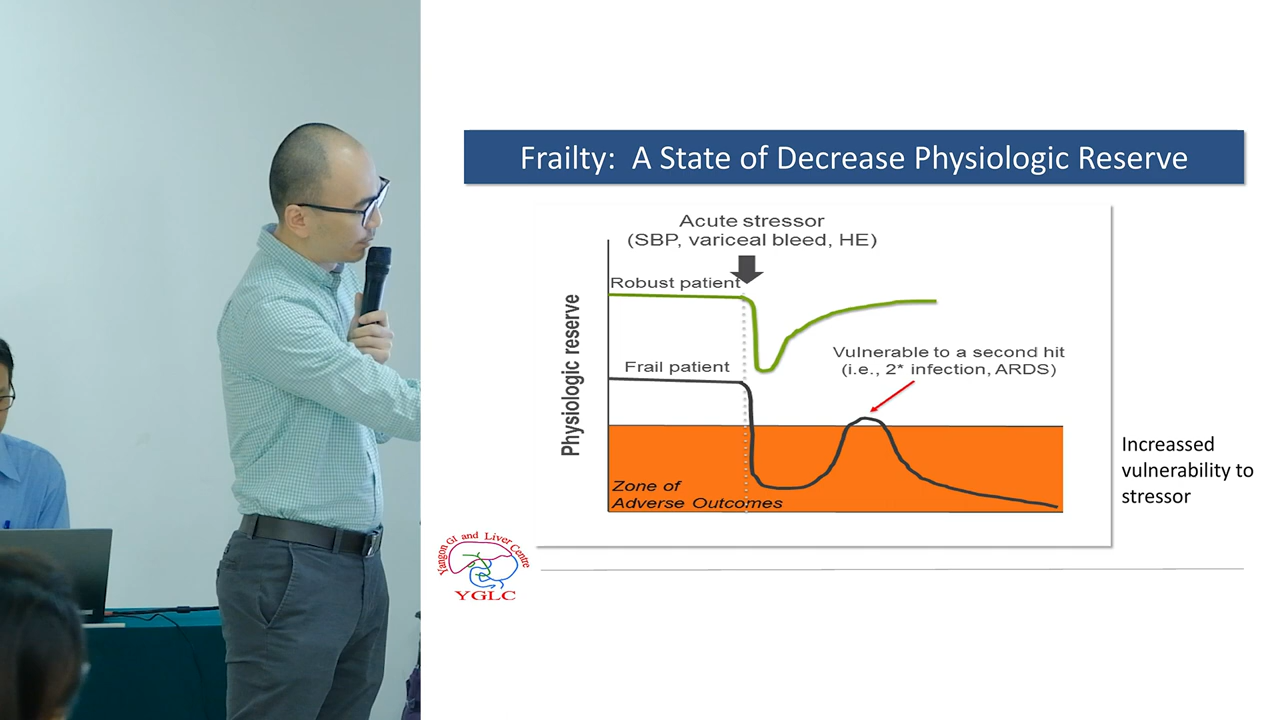 Frailty:  A State of Decrease Physiologic Reserve
Acute stressor
(SBP, variceal bleed, HE)
Robust patient
Physiologic reserve
Vulnerable to a second hit
(i.e., 2* infection, ARDS)
Frail patient
Zone of
Adverse Outcomes
Increassed
vulnerability to
stressor
Yangon GI and Liver Centre
YGLC